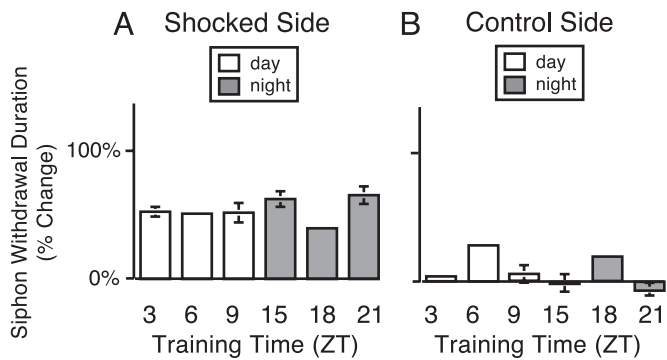 A Shocked Side
day
night
Siphon Withdrawal Duration
(% Change)
100%
0%
3 6 9 15 18 21
Training Time (ZT)
B Control Side
day
night
3 6 9 15 18 21
Training Time (ZT)